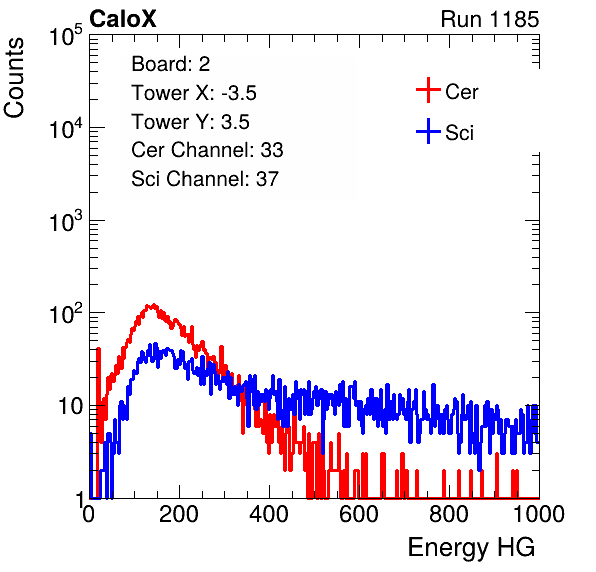 CaloX Run 1185
Counts
Board: 2
Tower X: -3.5
Tower Y: 3.5
Cer Channel: 33
Sci Channel: 37
Cer
Sci
10^5
10^4
10^3
10^2
10
1
0 200 400 600 800 1000
Energy HG